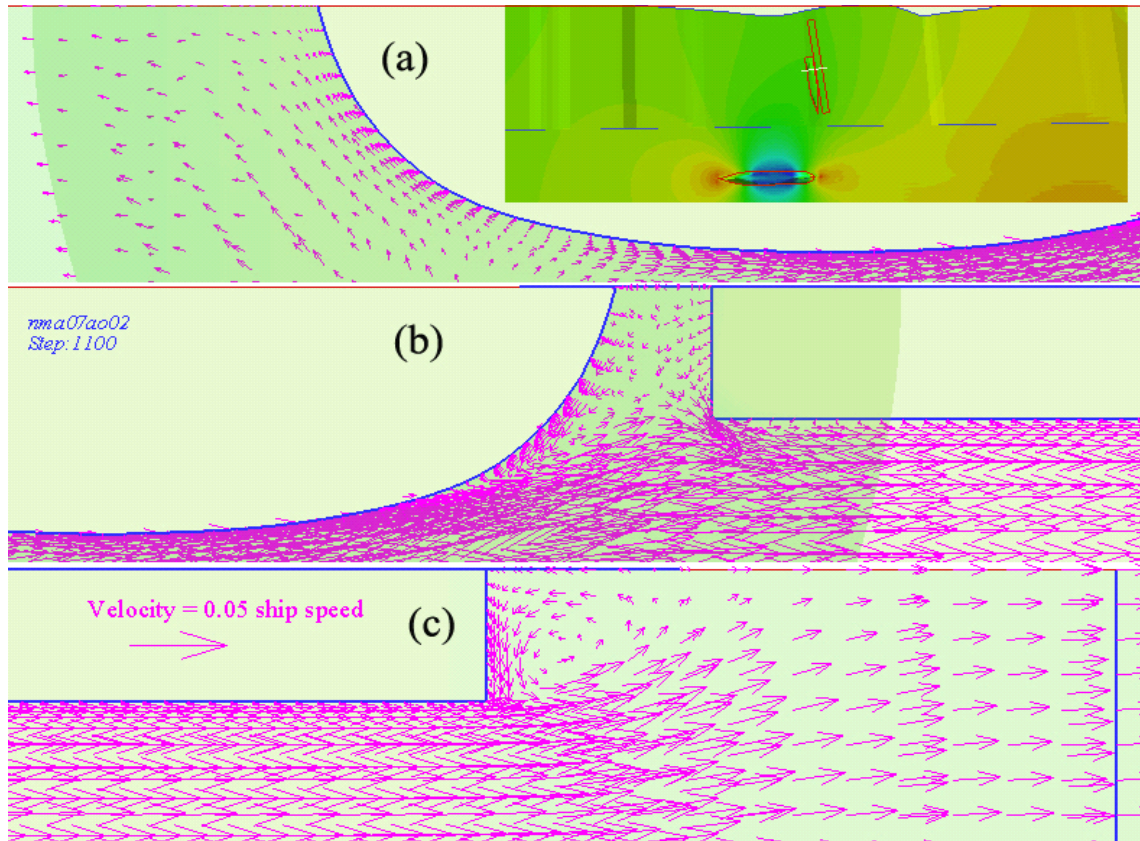 (a)
nma07ao02
Step:1100
(b)
Velocity = 0.05 ship speed
(c)